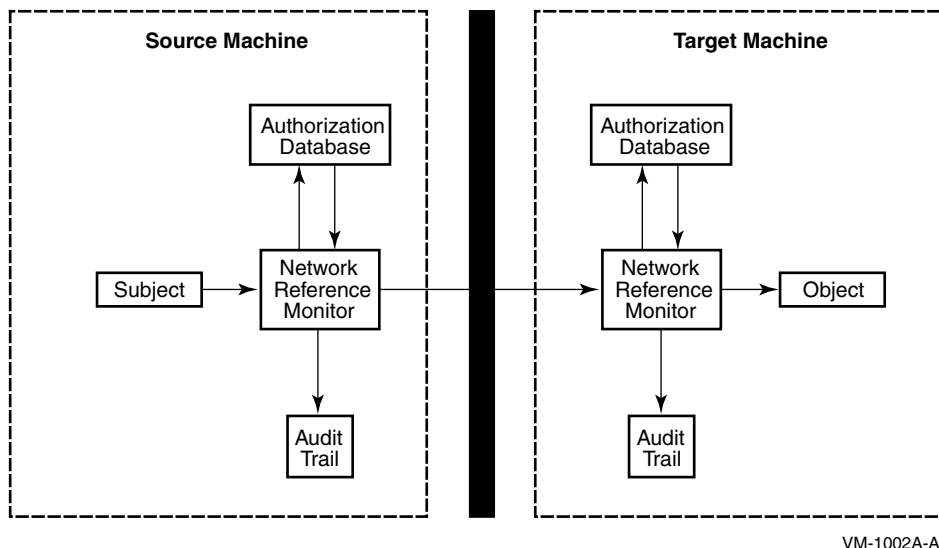 Source Machine
Authorization
Database
Subject
Network
Reference
Monitor
Audit
Trail
Target Machine
Authorization
Database
Network
Reference
Monitor
Object
Audit
Trail
VM-1002A-A